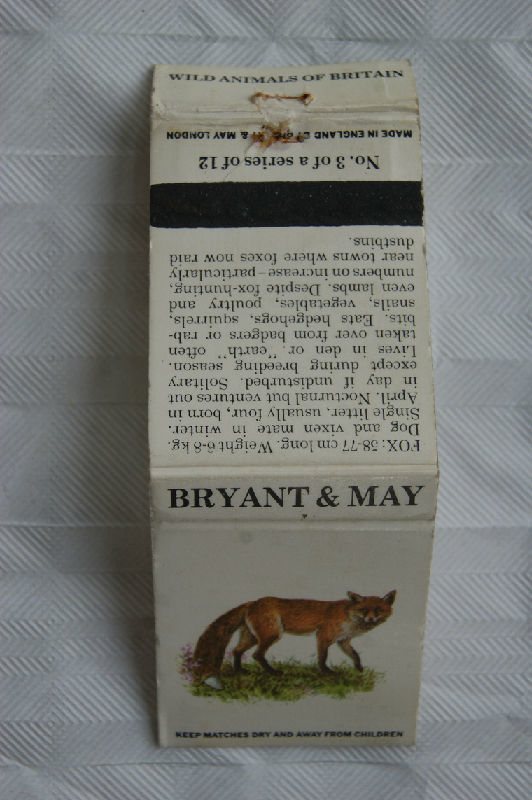 WILD ANIMALS OF BRITAIN
MADE IN ENGLAND BY & MAY LONDON
No. 3 of a series of 12
FOX: 58-77 cm long. Weight 6-8 kg.
Dog and vixen mate in winter.
Single litter, usually four, born in
April. Nocturnal but ventures out
in day if undisturbed. Solitary
except during breeding season.
Lives in den or "earth" often
taken over from badgers or rab-
bits. Eats hedgehogs, squirrels,
snails, vegetables, poultry and
even lambs. Despite fox-hunting,
numbers on increase – particularly
near towns where foxes now raid
dustbins.
BRYANT & MAY
KEEP MATCHES DRY AND AWAY FROM CHILDREN